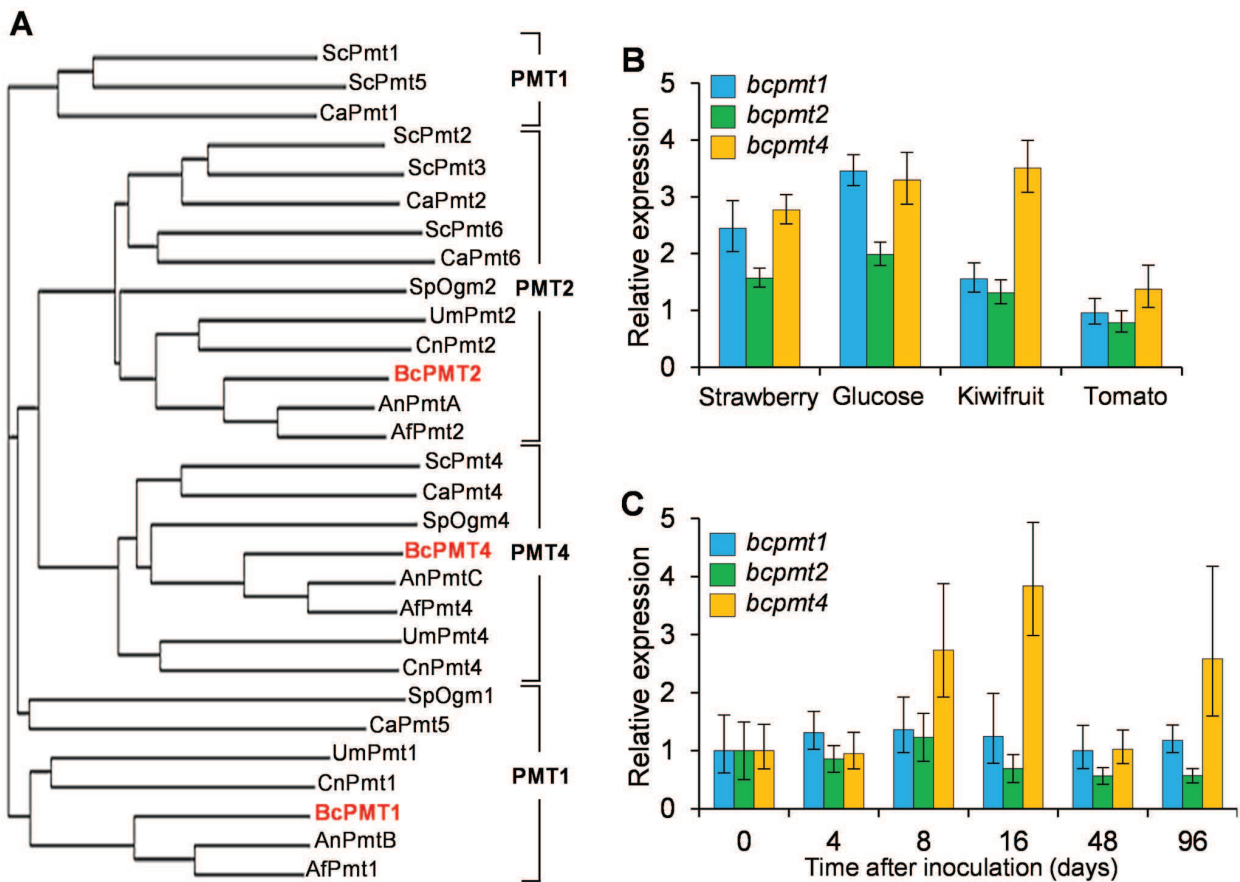 A
ScPmt1
ScPmt5
CaPmt1
PMT1
ScPmt2
ScPmt3
CaPmt2
ScPmt6
CaPmt6
SpOgm2
UmPmt2
CnPmt2
BcPMT2
AnPmtA
AfPmt2
PMT2
ScPmt4
CaPmt4
SpOgm4
BcPMT4
AnPmtC
AfPmt4
UmPmt4
CnPmt4
PMT4
SpOgm1
CaPmt5
UmPmt1
CnPmt1
BcPMT1
AnPmtB
AfPmt1
PMT1
B
bcpmt1
bcpmt2
bcpmt4
Relative expression
5
4
3
2
1
0
Strawberry Glucose Kiwifruit Tomato
C
bcpmt1
bcpmt2
bcpmt4
Relative expression
5
4
3
2
1
0
0 4 8 16 48 96
Time after inoculation (days)